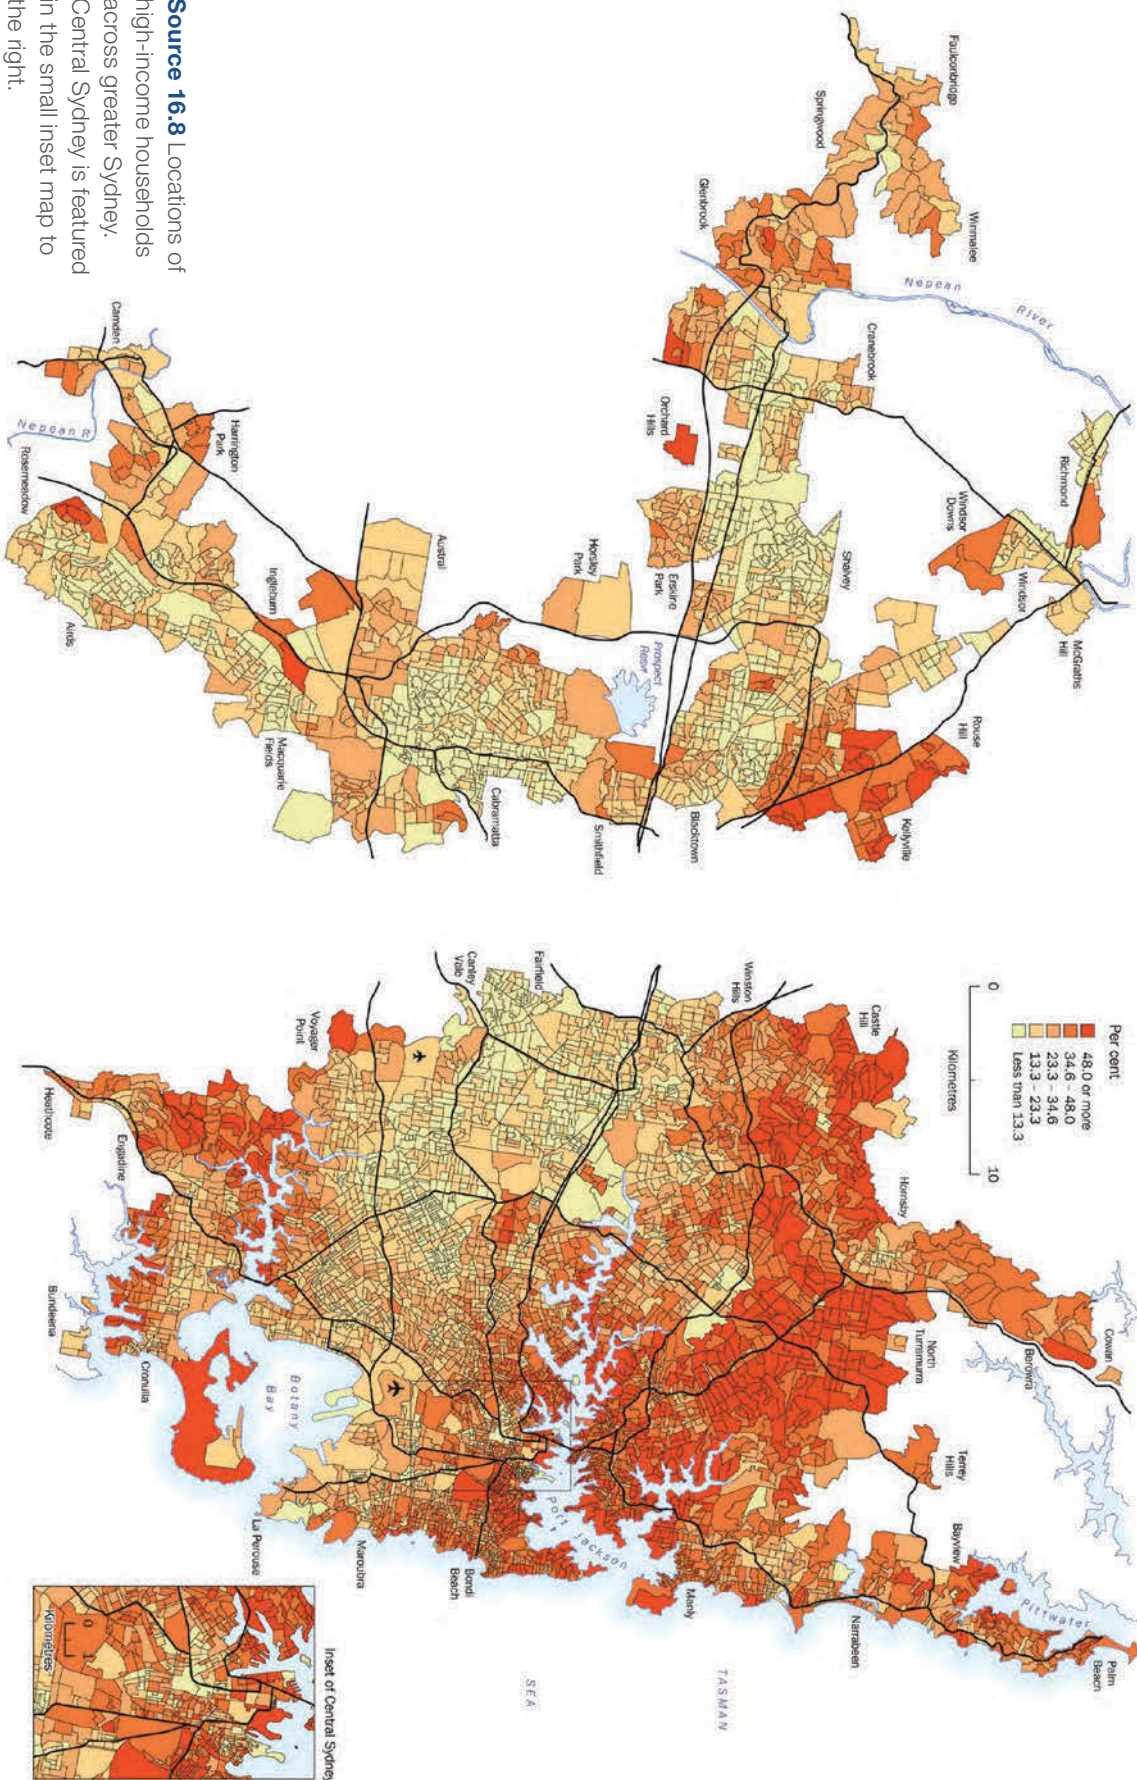 Source 16.8 Locations of
high-income households
across greater Sydney.
Central Sydney is featured
in the small inset map to
the right.
Faulconbridge
Springwood
Winmalee
Glenbrook
Nepean
River
Cranebrook
Orchard
Hills
Richmond
Windsor
Downs
Windsor
McGraths
Hill
Shalvey
Erskine
Park
Horsley
Park
Prospect
Resvr
Rouse
Hill
Kellyville
Blacktown
Smithfield
Cabramatta
Austral
Camden
Nepean R
Harrington
Park
Rosemeadow
Ingleburn
Airds
Macquarie
Fields
Per cent
48.0 or more
34.6 - 48.0
23.3 - 34.6
13.3 - 23.3
Less than 13.3
0
10
Kilometres
Castle
Hill
Winston
Hills
Fairfield
Canley
Vale
Voyager
Point
Heathcote
Engadine
Bundeena
Cronulla
Botany
Bay
La Perouse
Maroubra
Bondi
Beach
Port Jackson
Manly
Narrabeen
Bayview
Pittwater
Palm
Beach
Terrey
Hills
North
Turramurra
Hornsby
Berowra
Cowan
TASMAN
SEA
Inset of Central Sydney
0
1
Kilometres